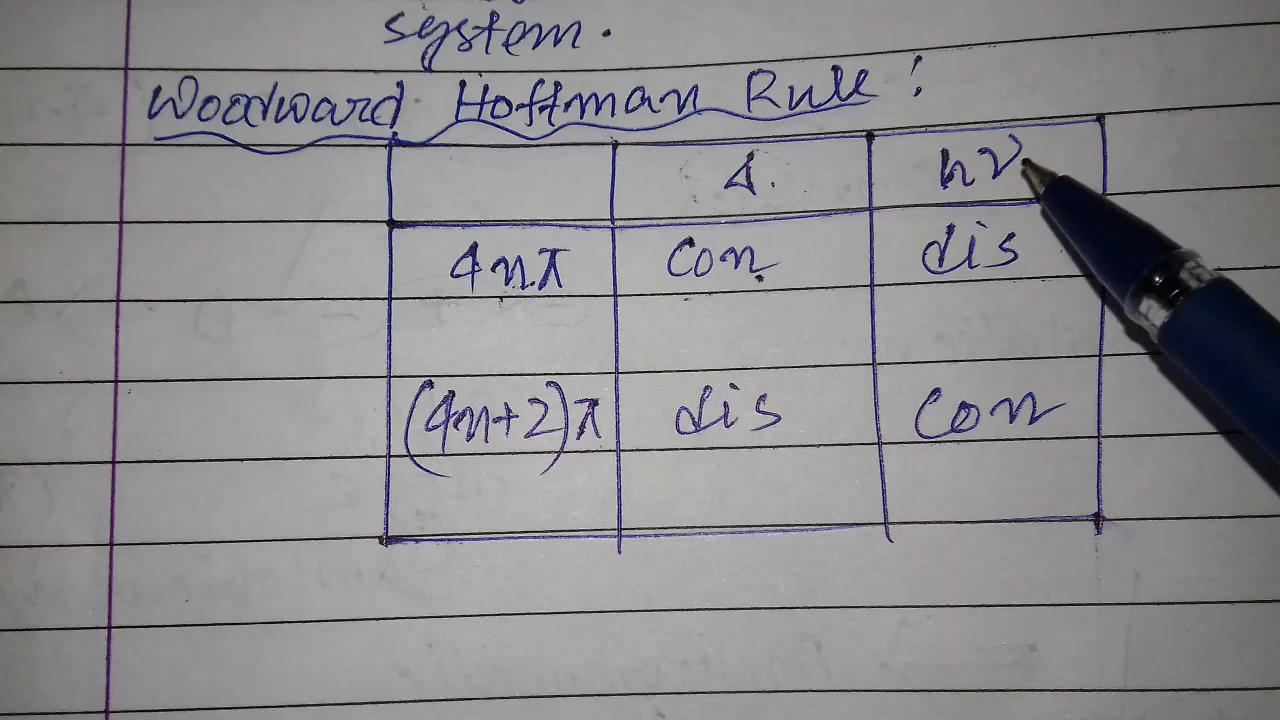 system.
Woodward Hoffman Rule :
Δ. hν
4nπ con dis
(4n+2)π dis con